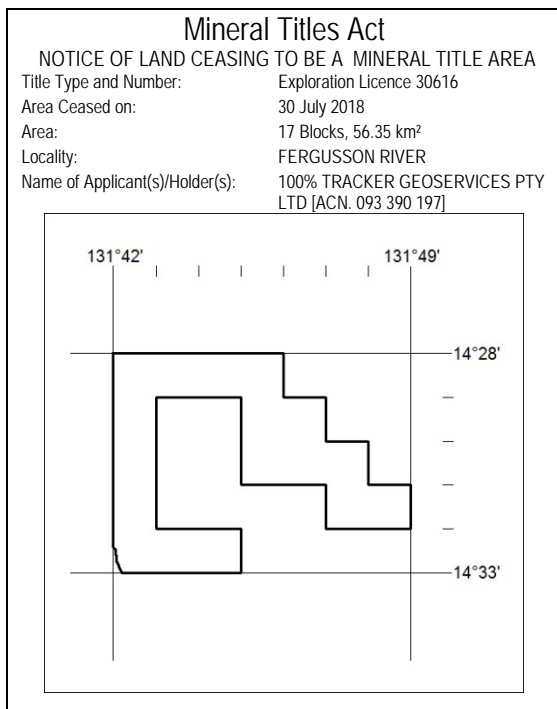 Mineral Titles Act
NOTICE OF LAND CEASING TO BE A MINERAL TITLE AREA
Title Type and Number: Exploration Licence 30616
Area Ceased on: 30 July 2018
Area: 17 Blocks, 56.35 km²
Locality: FERGUSSON RIVER
Name of Applicant(s)/Holder(s): 100% TRACKER GEOSERVICES PTY
LTD [ACN. 093 390 197]
131°42' 131°49'
14°28'
14°33'